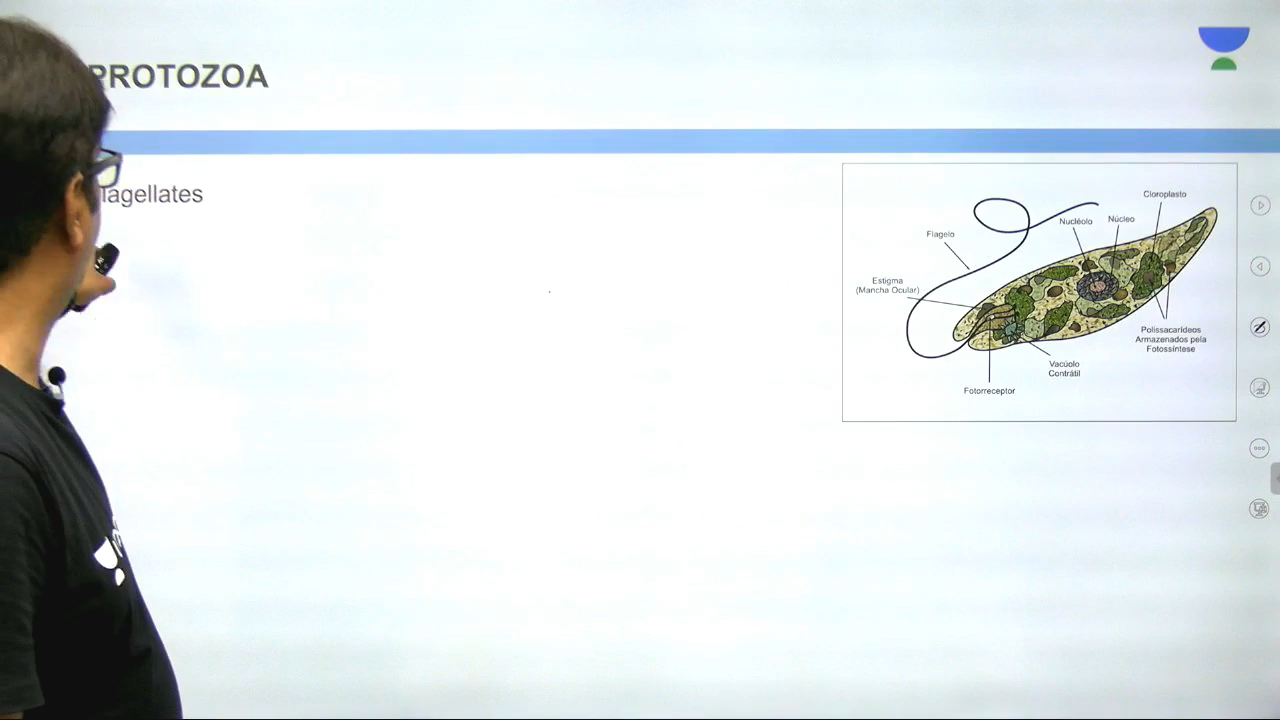 PROTOZOA
lagellates
Cloroplasto
Nucléolo
Núcleo
Flagelo
Estigma
(Mancha Ocular)
Polissacarídeos
Armazenados pela
Fotossíntese
Vacúolo
Contrátil
Fotorreceptor